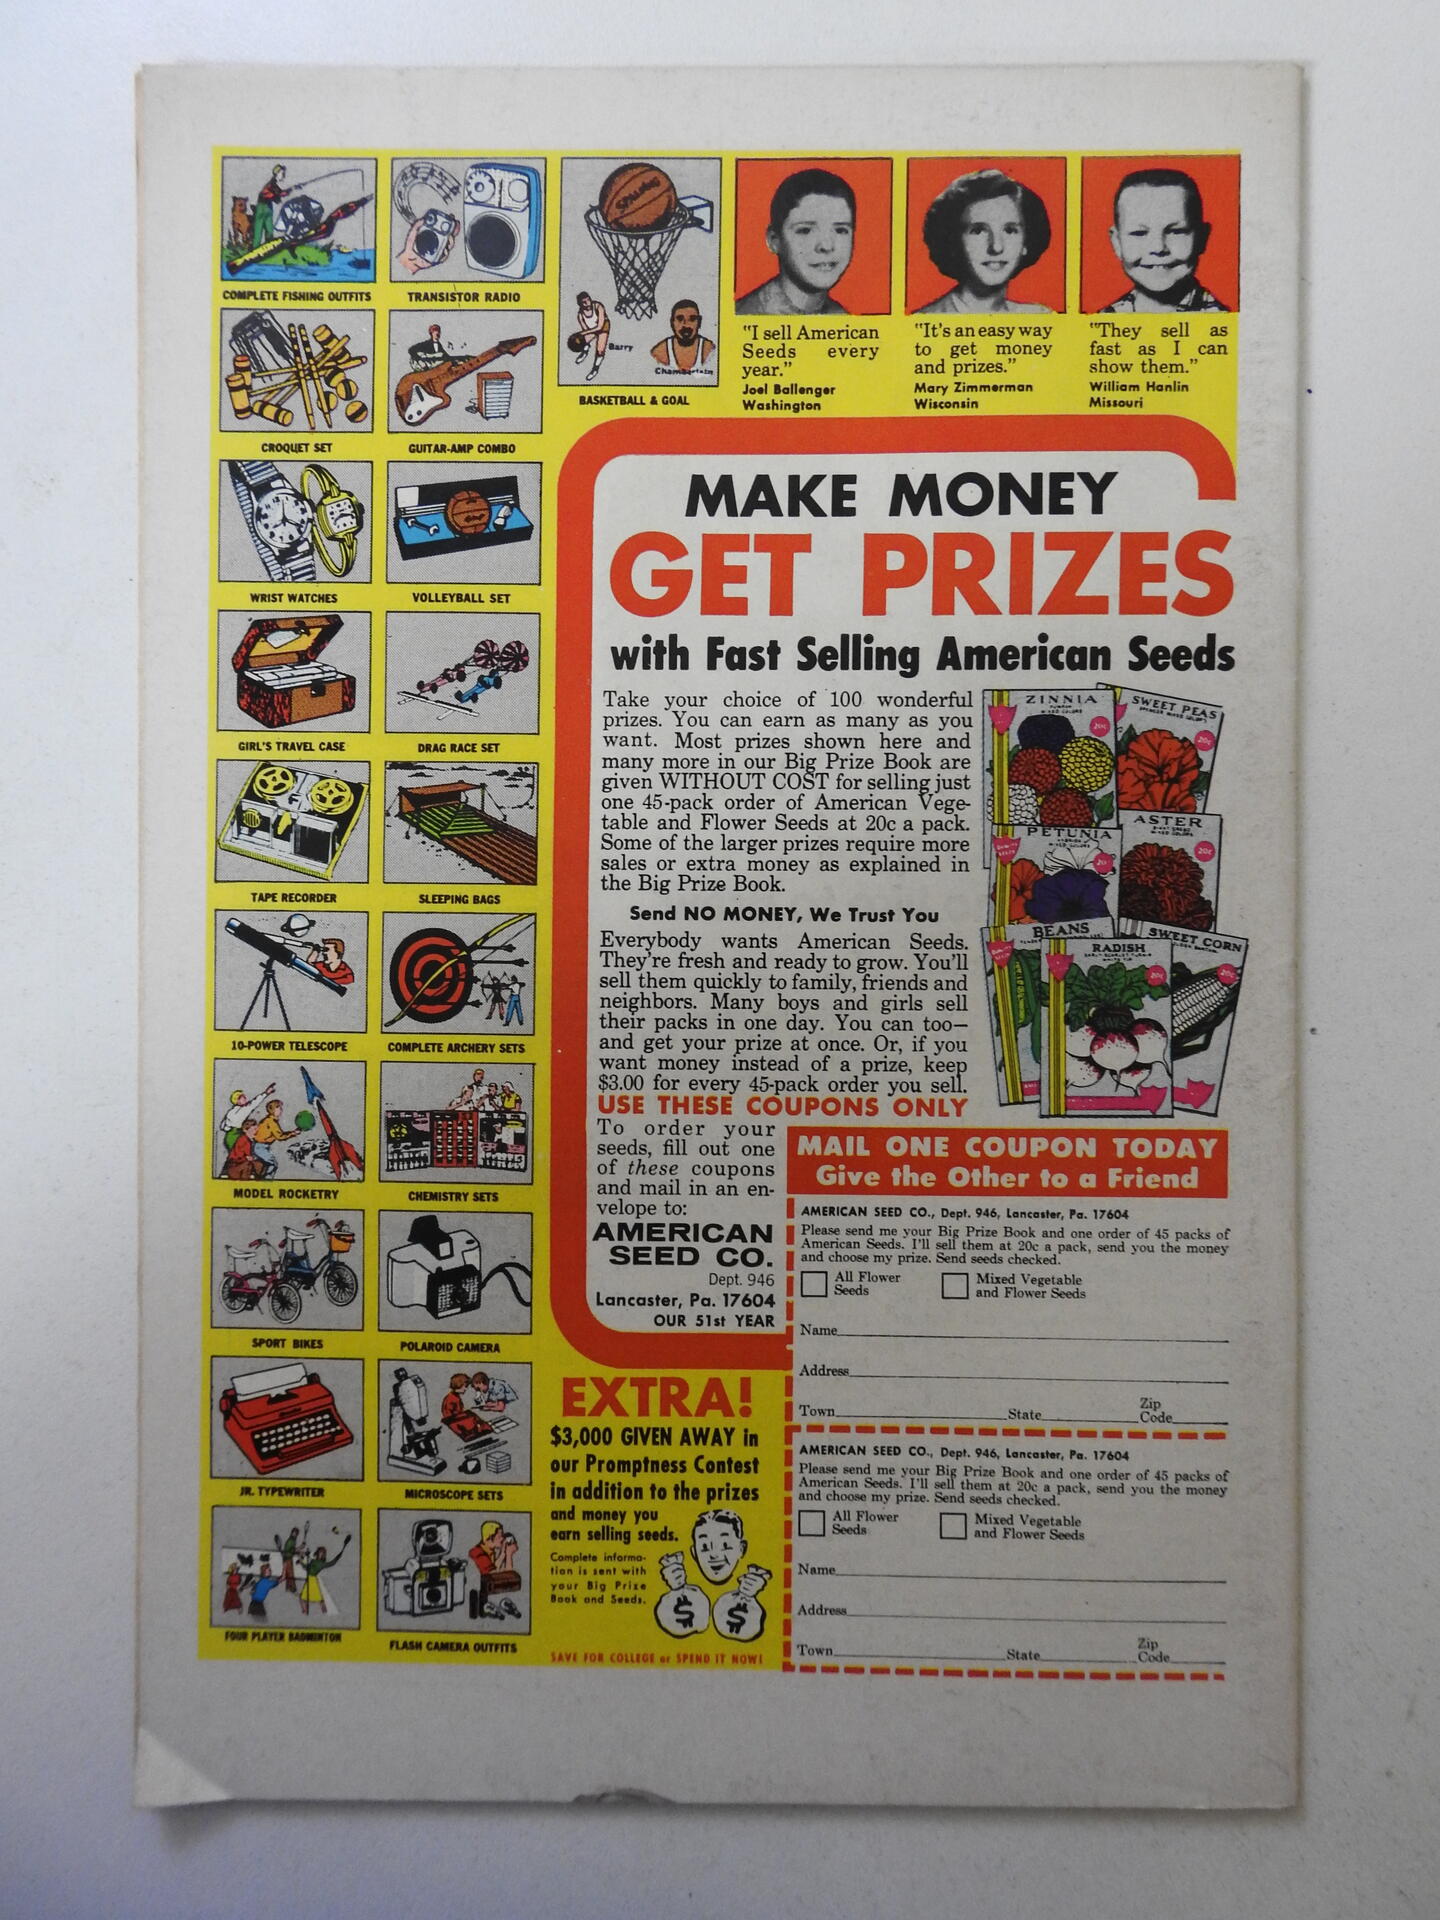 COMPLETE FISHING OUTFITS
TRANSISTOR RADIO
SPALDING
Barry
Chamberlain
BASKETBALL & GOAL
CROQUET SET
GUITAR-AMP COMBO
WRIST WATCHES
VOLLEYBALL SET
GIRL'S TRAVEL CASE
DRAG RACE SET
TAPE RECORDER
SLEEPING BAGS
10-POWER TELESCOPE
COMPLETE ARCHERY SETS
MODEL ROCKETRY
CHEMISTRY SETS
SPORT BIKES
POLAROID CAMERA
JR. TYPEWRITER
MICROSCOPE SETS
FOUR PLAYER BADMINTON
FLASH CAMERA OUTFITS
"I sell American
Seeds every
year."
Joel Ballenger
Washington
"It's an easy way
to get money
and prizes."
Mary Zimmerman
Wisconsin
"They sell as
fast as I can
show them."
William Hanlin
Missouri
MAKE MONEY
GET PRIZES
with Fast Selling American Seeds
Take your choice of 100 wonderful
prizes. You can earn as many as you
want. Most prizes shown here and
many more in our Big Prize Book are
given WITHOUT COST for selling just
one 45-pack order of American Vege-
table and Flower Seeds at 20c a pack.
Some of the larger prizes require more
sales or extra money as explained in
the Big Prize Book.
Send NO MONEY, We Trust You
Everybody wants American Seeds.
They're fresh and ready to grow. You'll
sell them quickly to family, friends and
neighbors. Many boys and girls sell
their packs in one day. You can too—
and get your prize at once. Or, if you
want money instead of a prize, keep
$3.00 for every 45-pack order you sell.
USE THESE COUPONS ONLY
To order your
seeds, fill out one
of these coupons
and mail in an en-
velope to:
AMERICAN
SEED CO.
Dept. 946
Lancaster, Pa. 17604
OUR 51st YEAR
ZINNIA
MIXED COLORS
20c
SWEET PEAS
20c
PETUNIA
MIXED COLORS
20c
ASTER
MIXED COLORS
20c
BEANS
RADISH
20c
SWEET CORN
20c
MAIL ONE COUPON TODAY
Give the Other to a Friend
AMERICAN SEED CO., Dept. 946, Lancaster, Pa. 17604
Please send me your Big Prize Book and one order of 45 packs of
American Seeds. I'll sell them at 20c a pack, send you the money
and choose my prize. Send seeds checked.
All Flower
Seeds
Mixed Vegetable
and Flower Seeds
Name
Address
Town State Zip
Code
AMERICAN SEED CO., Dept. 946, Lancaster, Pa. 17604
Please send me your Big Prize Book and one order of 45 packs of
American Seeds. I'll sell them at 20c a pack, send you the money
and choose my prize. Send seeds checked.
All Flower
Seeds
Mixed Vegetable
and Flower Seeds
Name
Address
Town State Zip
Code
EXTRA!
$3,000 GIVEN AWAY in
our Promptness Contest
in addition to the prizes
and money you
earn selling seeds.
Complete informa-
tion is sent with
your Big Prize
Book and Seeds.
$ $
SAVE FOR COLLEGE or SPEND IT NOW!